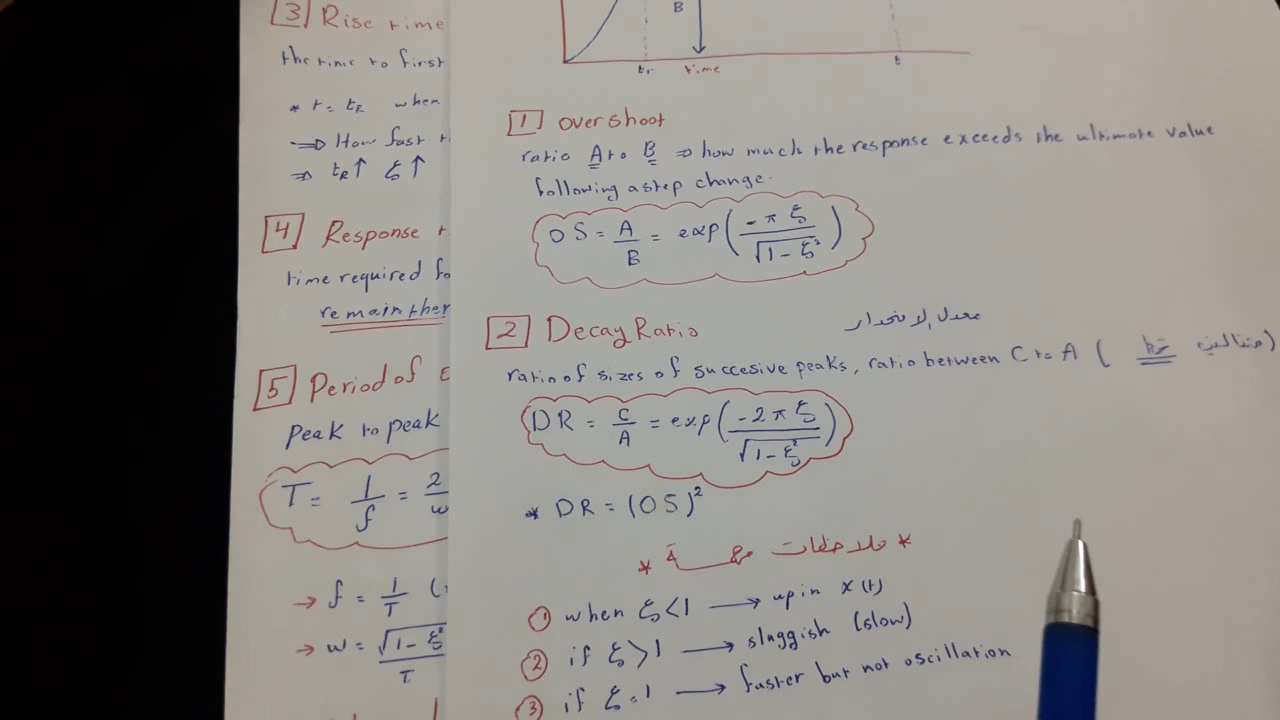 3 Rise time
the time to first
* t = tR when
⇒ How fast
⇒ tR↑ ξ↑
4 Response
time required fo
remain ther
5 Period of
Peak to peak
T = 1/f = 2/w
→ f = 1/T
→ w = √(1-ξ²)/τ
B
tr time t
1 overshoot
ratio A to B ⇒ how much the response exceeds the ultimate value
following a step change.
OS = A/B = exp(-πξ/√(1-ξ²))
2 Decay Ratio معدل الانحدار
ratio of sizes of succesive peaks, ratio between C to A (
DR = C/A = exp(-2πξ/√(1-ξ²))
* DR = (OS)²
* ملاحظات مهمة *
① when ξ<1 → up in X(t)
② if ξ>1 → sluggish (slow)
③ if ξ=1 → faster but not oscillation